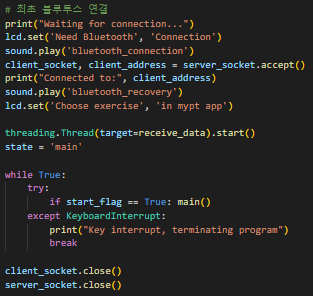 # 최초 블루투스 연결
print("Waiting for connection...")
lcd.set('Need Bluetooth', 'Connection')
sound.play('bluetooth_connection')
client_socket, client_address = server_socket.accept()
print("Connected to:", client_address)
sound.play('bluetooth_recovery')
lcd.set('Choose exercise', 'in mypt app')

threading.Thread(target=receive_data).start()
state = 'main'

while True:
    try:
        if start_flag == True: main()
    except KeyboardInterrupt:
        print("Key interrupt, terminating program")
        break

client_socket.close()
server_socket.close()